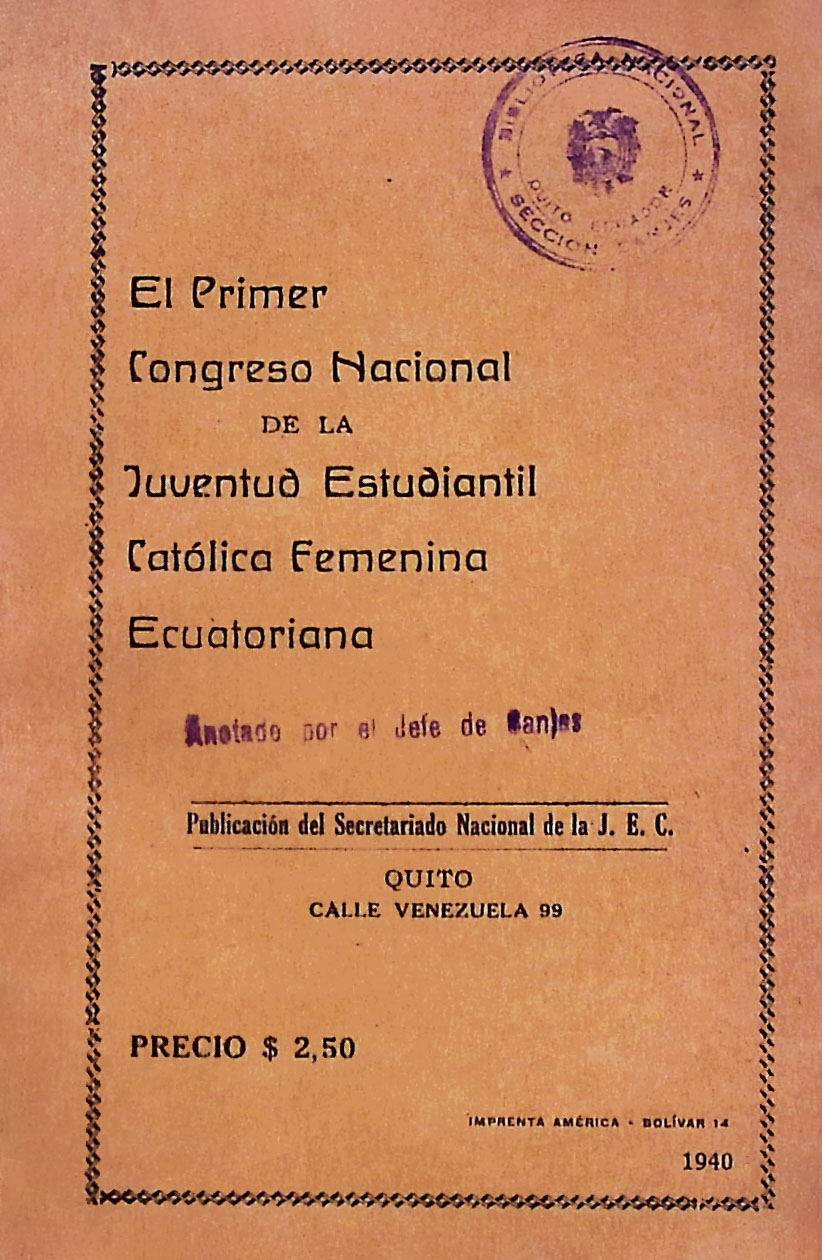 BIBLIOTECA NACIONAL
QUITO ECUADOR
SECCION CANJES
El Primer
Congreso Nacional
DE LA
Juventud Estudiantil
Católica Femenina
Ecuatoriana
Anotado por el Jefe de Canjes
Publicación del Secretariado Nacional de la J. E. C.
QUITO
CALLE VENEZUELA 99
PRECIO $ 2,50
IMPRENTA AMÉRICA - BOLÍVAR 14
1940